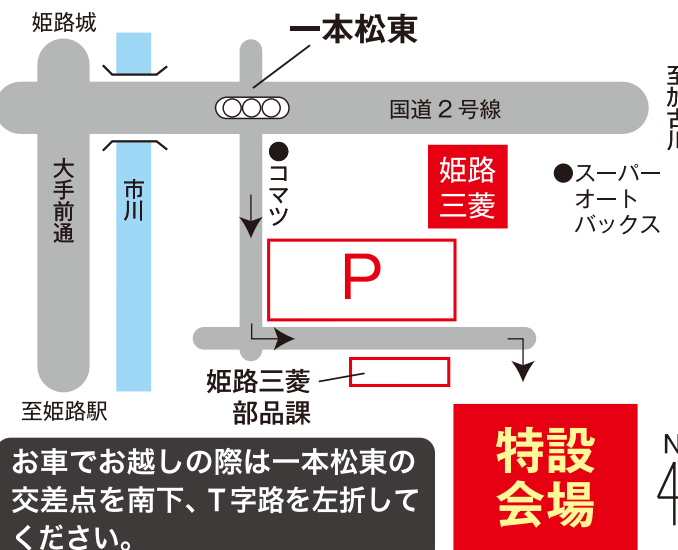 姫路城
一本松東
国道2号線
至加古川
大手前通
市川
コマツ
姫路
三菱
スーパー
オート
バックス
P
姫路三菱
部品課
至姫路駅
特設
会場
お車でお越しの際は一本松東の
交差点を南下、T字路を左折して
ください。
N